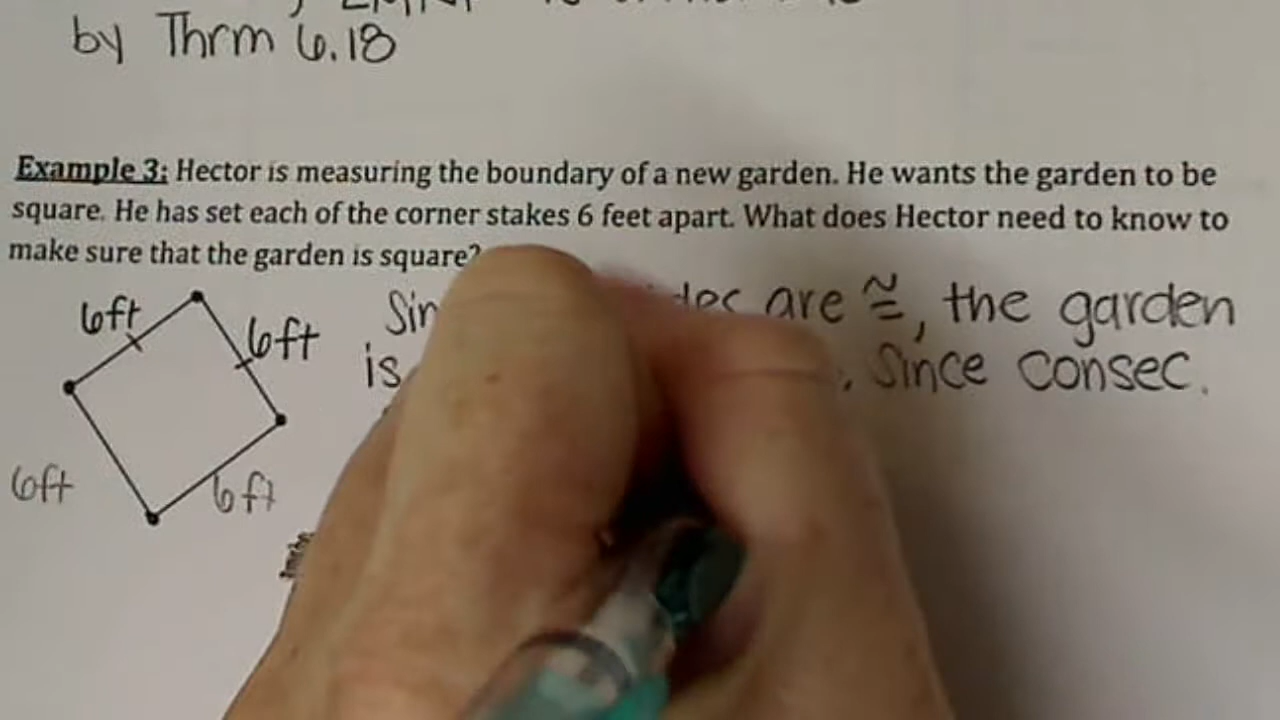 by Thrm 6.18
Example 3: Hector is measuring the boundary of a new garden. He wants the garden to be
square. He has set each of the corner stakes 6 feet apart. What does Hector need to know to
make sure that the garden is square?
6ft
6ft
are ≅, the garden
is
. Since consec.
6ft
6ft